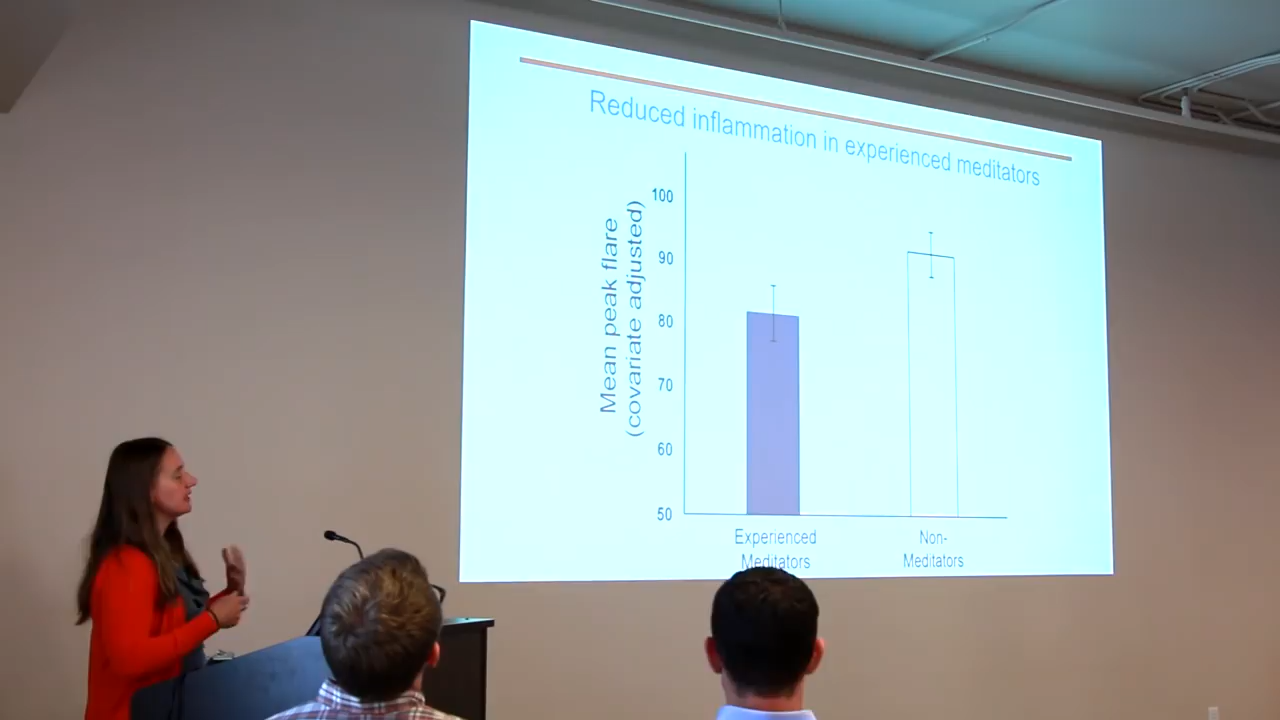 Reduced inflammation in experienced meditators
Mean peak flare
(covariate adjusted)
100
90
80
70
60
50
Experienced
Meditators
Non-
Meditators